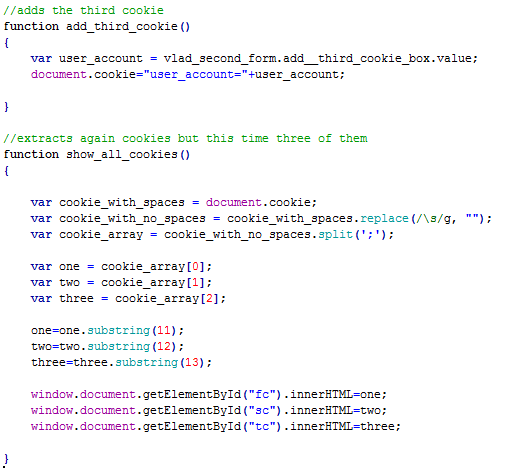 //adds the third cookie
function add_third_cookie()
{
var user_account = vlad_second_form.add__third_cookie_box.value;
document.cookie="user_account="+user_account;
}
//extracts again cookies but this time three of them
function show_all_cookies()
{
var cookie_with_spaces = document.cookie;
var cookie_with_no_spaces = cookie_with_spaces.replace(/\s/g, "");
var cookie_array = cookie_with_no_spaces.split(';');
var one = cookie_array[0];
var two = cookie_array[1];
var three = cookie_array[2];
one=one.substring(11);
two=two.substring(12);
three=three.substring(13);
window.document.getElementById("fc").innerHTML=one;
window.document.getElementById("sc").innerHTML=two;
window.document.getElementById("tc").innerHTML=three;
}